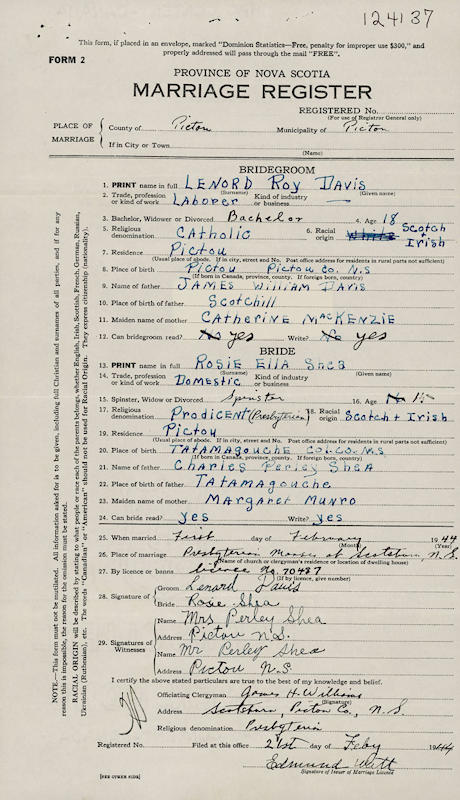 124137
This form, if placed in an envelope, marked "Dominion Statistics—Free, penalty for improper use $300," and
properly addressed will pass through the mail "FREE".
FORM 2
PROVINCE OF NOVA SCOTIA
MARRIAGE REGISTER
REGISTERED No.
(For use of Registrar General only)
PLACE OF MARRIAGE
County of Pictou Municipality of Pictou
If in City or Town
(Name)
BRIDEGROOM
1. PRINT name in full LENORD ROY DAVIS
(Surname) (Given name)
2. Trade, profession or kind of work LABORER Kind of industry or business
3. Bachelor, Widower or Divorced Bachelor 4. Age 18
5. Religious denomination CATHOLIC 6. Racial origin White Scotch + Irish
7. Residence Pictou
(Usual place of abode. If in city, street and No. Post office address for residents in rural parts not sufficient)
8. Place of birth Pictou Pictou Co. N.S
(If born in Canada, province, county. If foreign born, country)
9. Name of father JAMES WILLIAM DAVIS
10. Place of birth of father SCOTCHILL
11. Maiden name of mother CATHERINE MACKENZIE
12. Can bridegroom read? No yes Write? No yes
BRIDE
13. PRINT name in full ROSIE Ella Shea
(Surname) (Given name)
14. Trade, profession or kind of work DOMESTIC Kind of industry or business
15. Spinster, Widow or Divorced Spinster 16. Age
17. Religious denomination PRODICENT (Presbyterian) 18. Racial origin Scotch + Irish
19. Residence Pictou
(Usual place of abode. If in city, street and No. Post office address for residents in rural parts not sufficient)
20. Place of birth TATAMAGOUCHE COL. CO. N.S
(If born in Canada, province, county. If foreign born, country)
21. Name of father Charles Perley Shea
22. Place of birth of father TATAMAGOUCHE
23. Maiden name of mother Margaret Munro
24. Can bride read? yes Write? yes
25. When married First day of February 1944
(Month)
26. Place of marriage Presbyterian Manse at Scotsburn, N.S.
(Name of church or clergyman's residence or location of dwelling house)
27. By licence or banns licence No. 70487
(If by licence, give number)
28. Signature of
Groom Lenard Davis
Bride Rosie Shea
29. Signatures of Witnesses
Name Mrs Perley Shea
Address Pictou N.S.
Name Mr Perley Shea
Address Pictou N.S
I certify the above stated particulars are true to the best of my knowledge and belief.
Officiating Clergyman James H. Williams
(Signature)
Address Scotsburn, Pictou Co., N.S.
Religious denomination Presbyterian
Registered No. Filed at this office 21st day of Feby 1944
Edmund Witt
Signature of Issuer of Marriage Licence
[SEE OTHER SIDE]
NOTE.—This form must not be mutilated. All information asked for is to be given, including full Christian and surnames of all parties, and if for any
reason this is impossible, the reason for the omission must be stated.
RACIAL ORIGIN will be described by stating to what people or race each of the parents belongs, whether English, Irish, Scottish, French, German, Russian,
Ukrainian (Ruthenian), etc. The words "Canadian" or "American" should not be used for Racial Origin. They express citizenship (nationality).